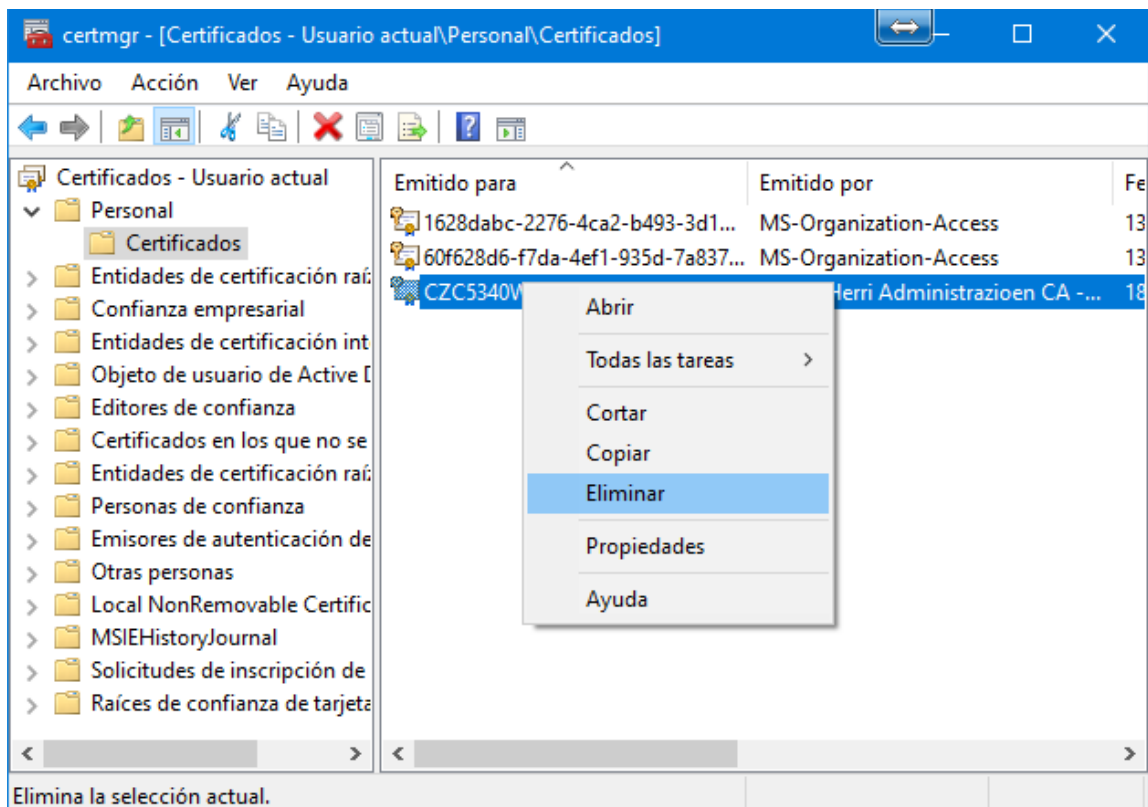 certmgr - [Certificados - Usuario actual\Personal\Certificados]
Archivo Acción Ver Ayuda
Certificados - Usuario actual
Personal
Certificados
Entidades de certificación raí
Confianza empresarial
Entidades de certificación int
Objeto de usuario de Active D
Editores de confianza
Certificados en los que no se
Entidades de certificación raí
Personas de confianza
Emisores de autenticación de
Otras personas
Local NonRemovable Certific
MSIEHistoryJournal
Solicitudes de inscripción de
Raíces de confianza de tarjeta
Emitido para Emitido por Fe
1628dabc-2276-4ca2-b493-3d1... MS-Organization-Access 13
60f628d6-f7da-4ef1-935d-7a837... MS-Organization-Access 13
CZC5340W Herri Administrazioen CA -... 18
Abrir
Todas las tareas
Cortar
Copiar
Eliminar
Propiedades
Ayuda
Elimina la selección actual.